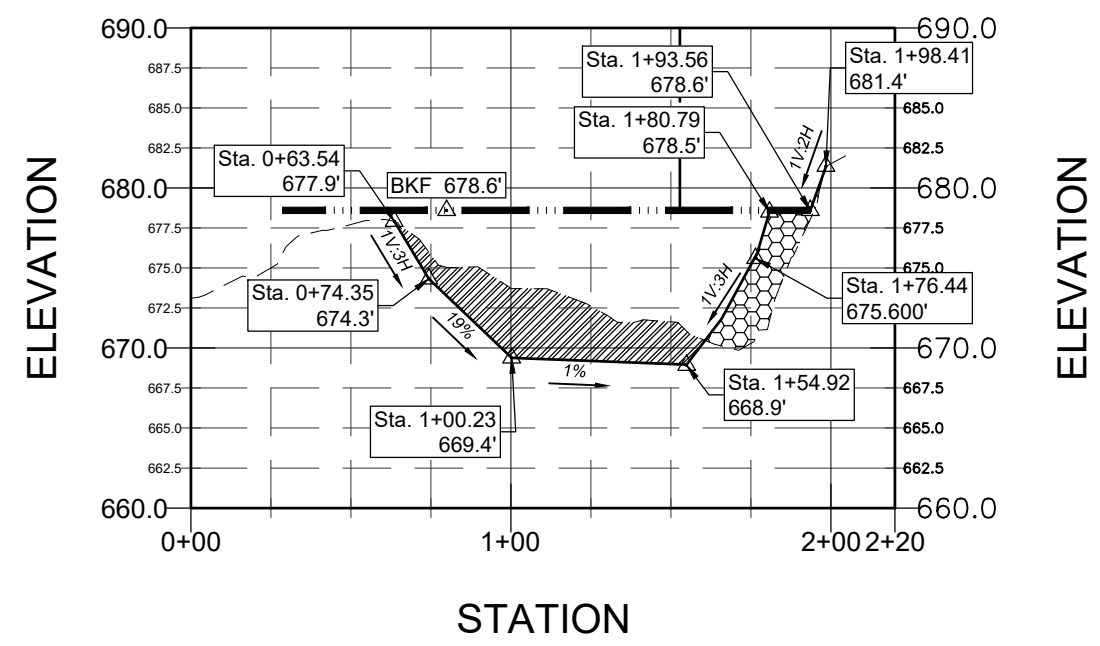 690.0
690.0
687.5
685.0
685.0
682.5
682.5
680.0
680.0
677.5
677.5
675.0
675.0
672.5
672.5
670.0
670.0
667.5
667.5
665.0
665.0
662.5
662.5
660.0
660.0
ELEVATION
ELEVATION
Sta. 1+93.56
678.6'
Sta. 1+98.41
681.4'
Sta. 1+80.79
678.5'
Sta. 0+63.54
677.9'
BKF 678.6'
1V:2H
1V:3H
1V:3H
Sta. 0+74.35
674.3'
Sta. 1+76.44
675.600'
19%
1%
Sta. 1+54.92
668.9'
Sta. 1+00.23
669.4'
0+00
1+00
2+00
2+20
STATION